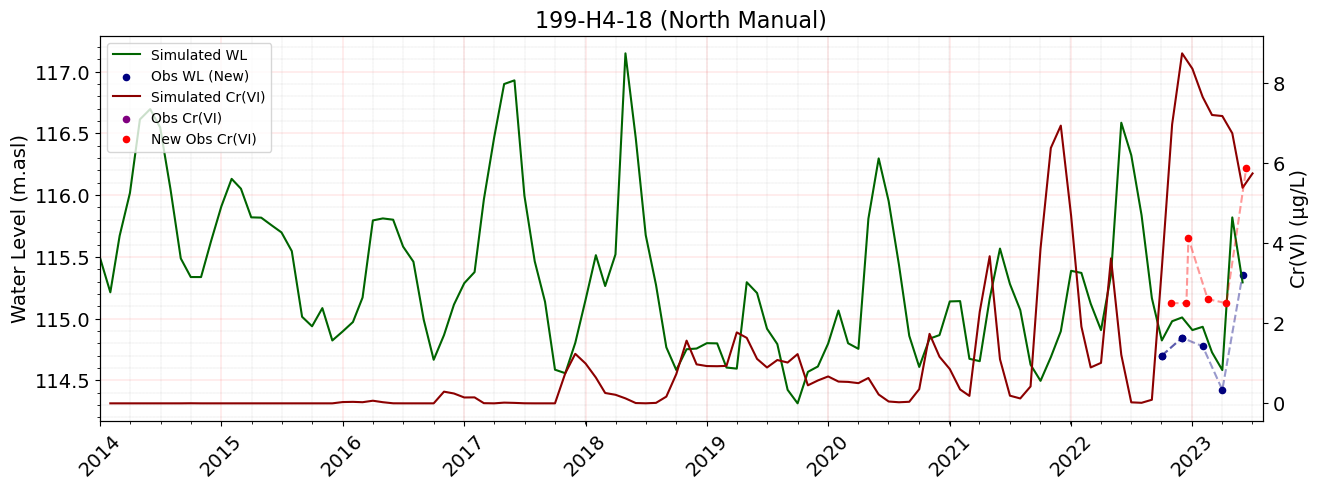 199-H4-18 (North Manual)
Simulated WL
Obs WL (New)
Simulated Cr(VI)
Obs Cr(VI)
New Obs Cr(VI)
Water Level (m.asl)
117.0
116.5
116.0
115.5
115.0
114.5
Cr(VI) (μg/L)
8
6
4
2
0
2014
2015
2016
2017
2018
2019
2020
2021
2022
2023